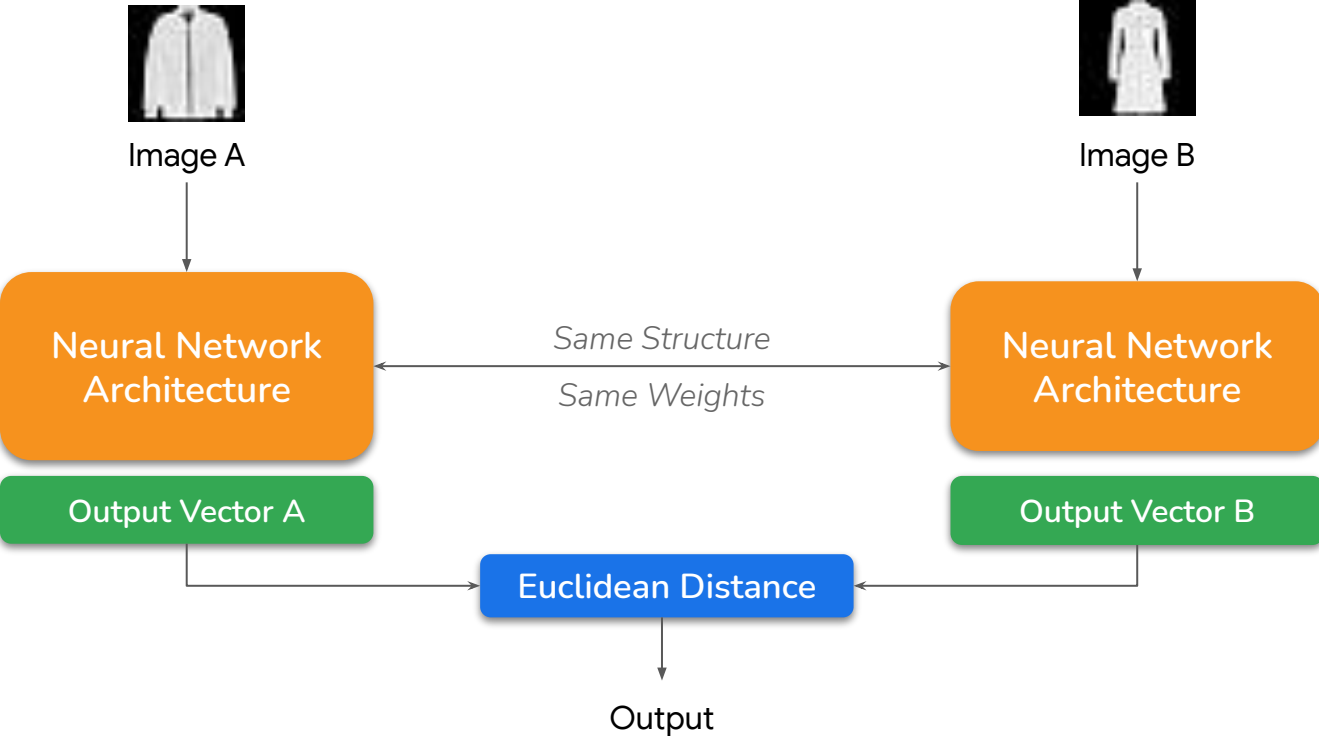 Image A
Image B
Neural Network
Architecture
Same Structure
Same Weights
Neural Network
Architecture
Output Vector A
Output Vector B
Euclidean Distance
Output